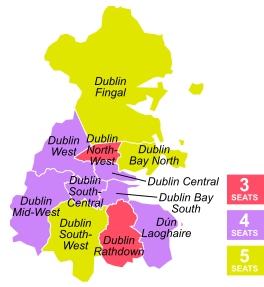 Dublin
Fingal
Dublin
West
Dublin
North-
West
Dublin
Bay North
Dublin Central
Dublin
South-
Central
Dublin Bay
South
Dublin
Mid-West
Dublin
South-
West
Dublin
Rathdown
Dún
Laoghaire
3
SEATS
4
SEATS
5
SEATS